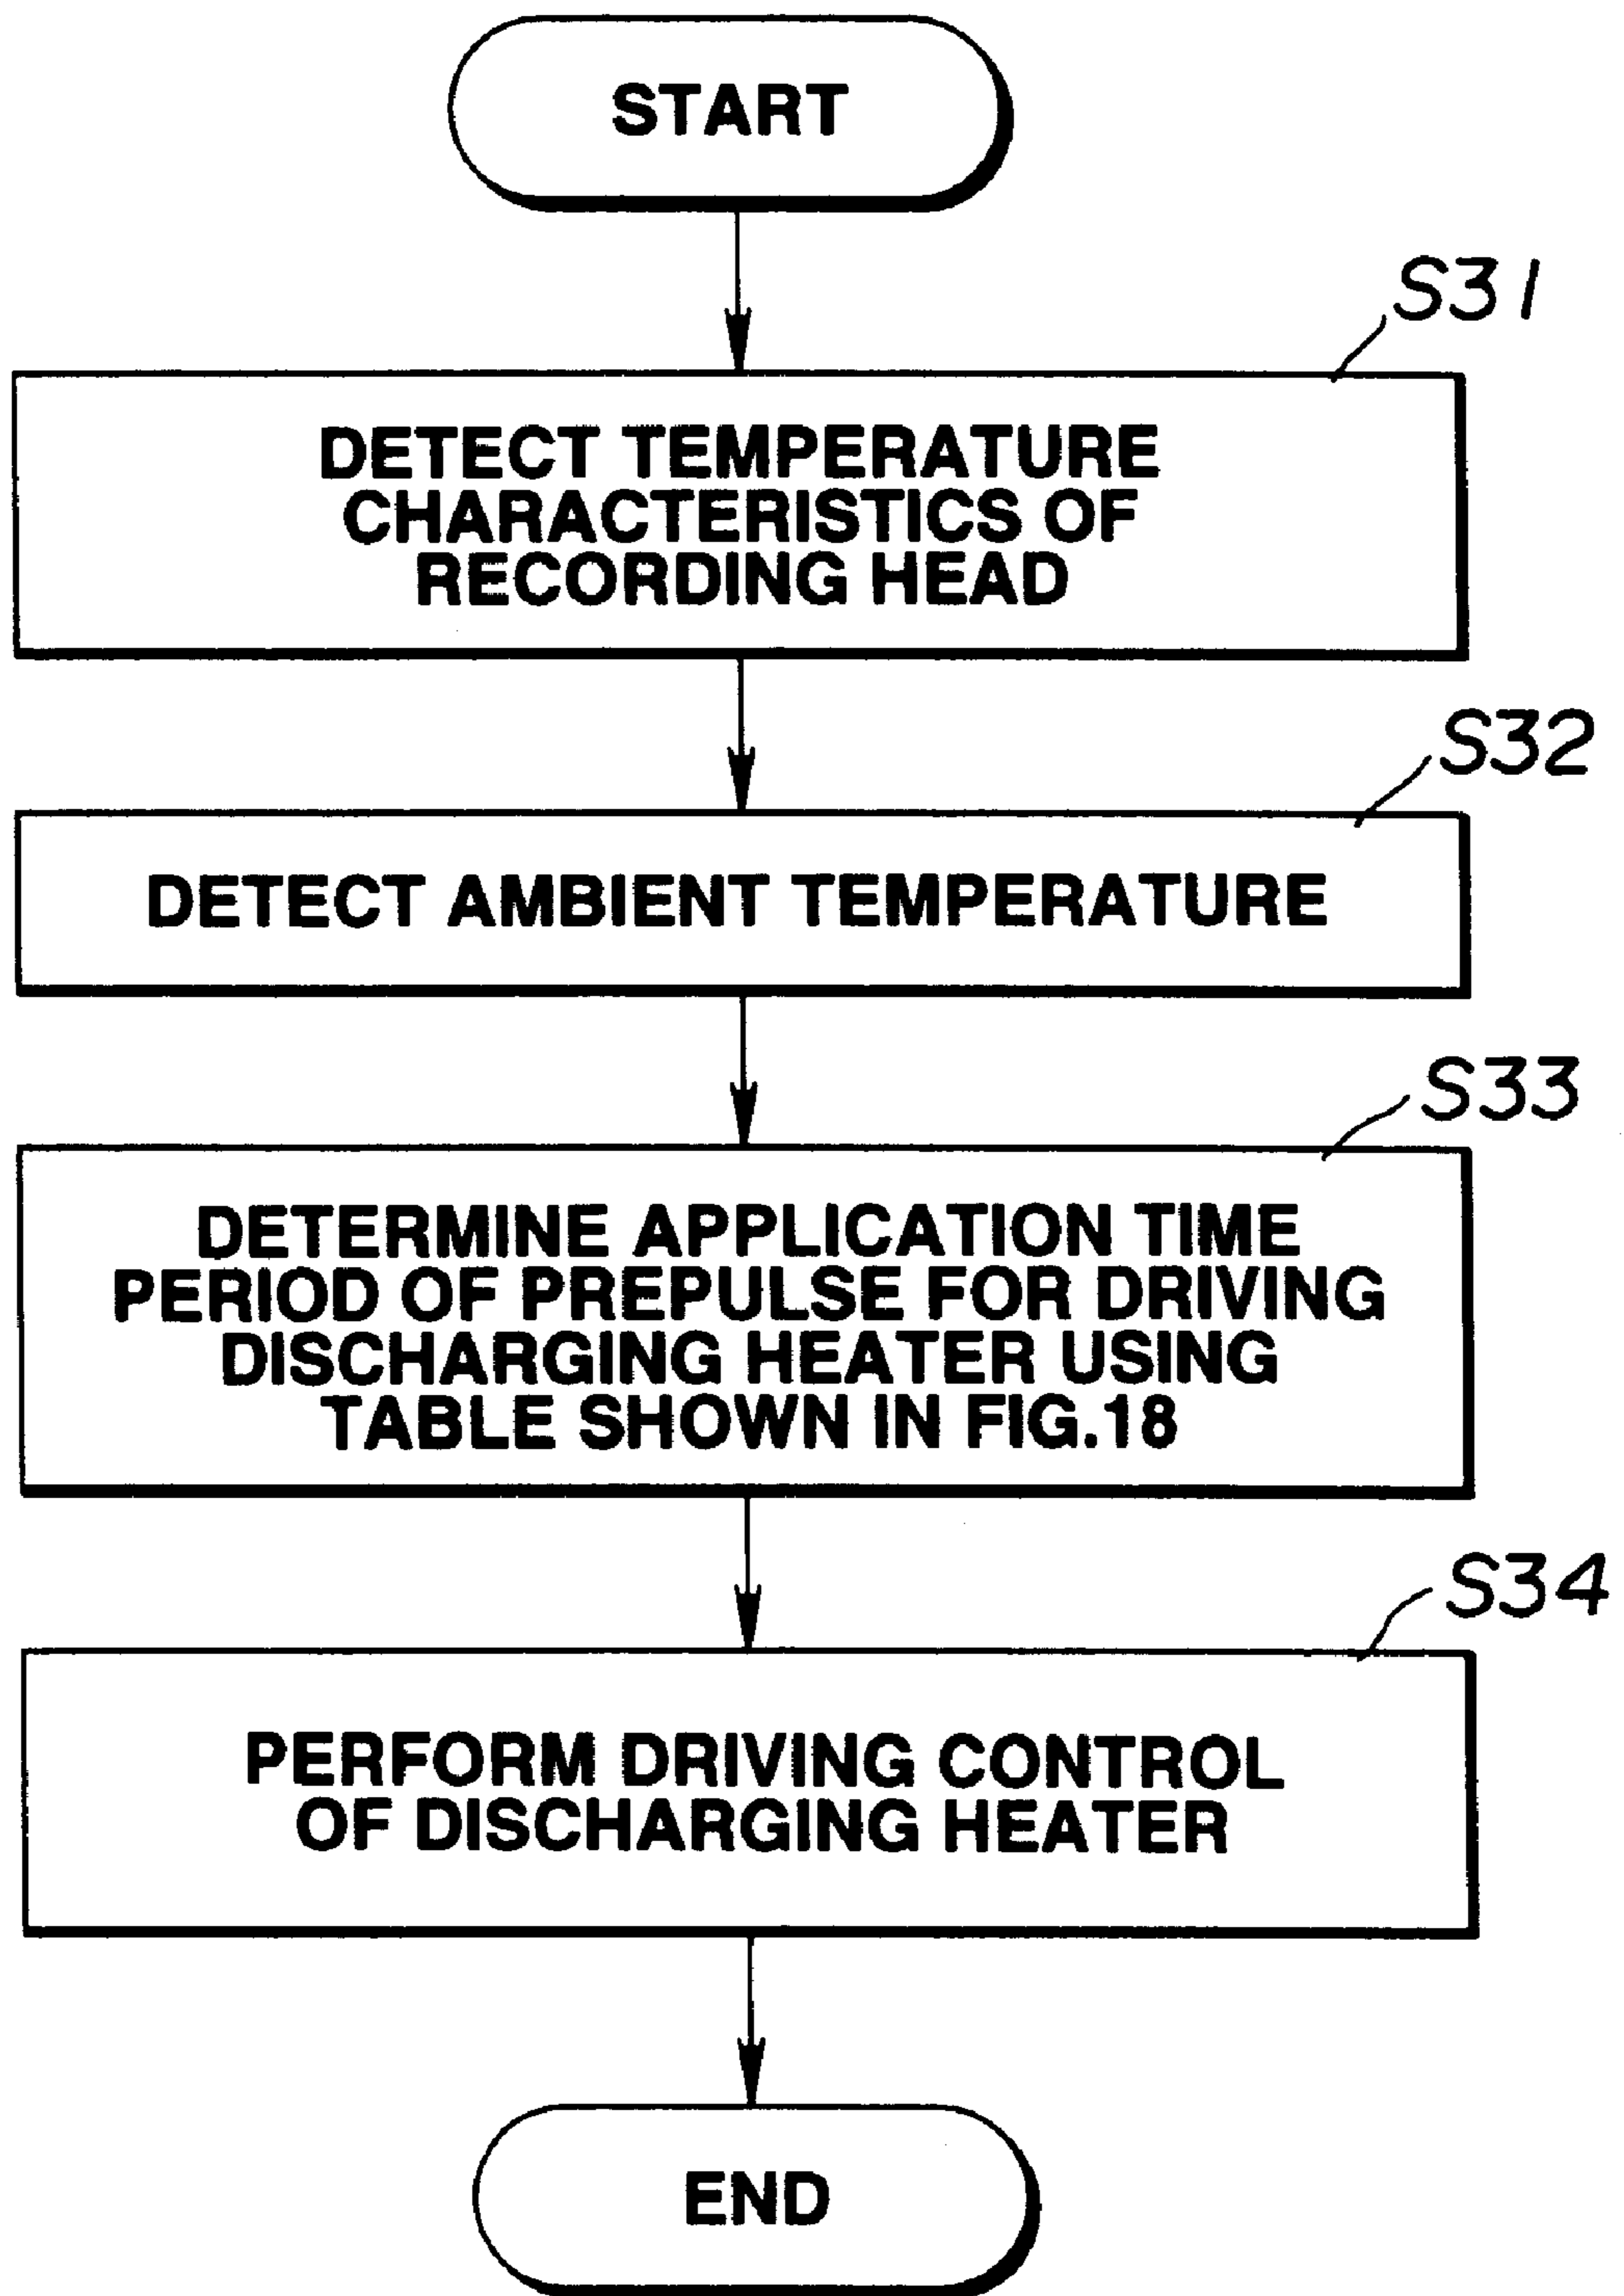 START
S31
DETECT TEMPERATURE
CHARACTERISTICS OF
RECORDING HEAD
S32
DETECT AMBIENT TEMPERATURE
S33
DETERMINE APPLICATION TIME
PERIOD OF PREPULSE FOR DRIVING
DISCHARGING HEATER USING
TABLE SHOWN IN FIG.18
S34
PERFORM DRIVING CONTROL
OF DISCHARGING HEATER
END